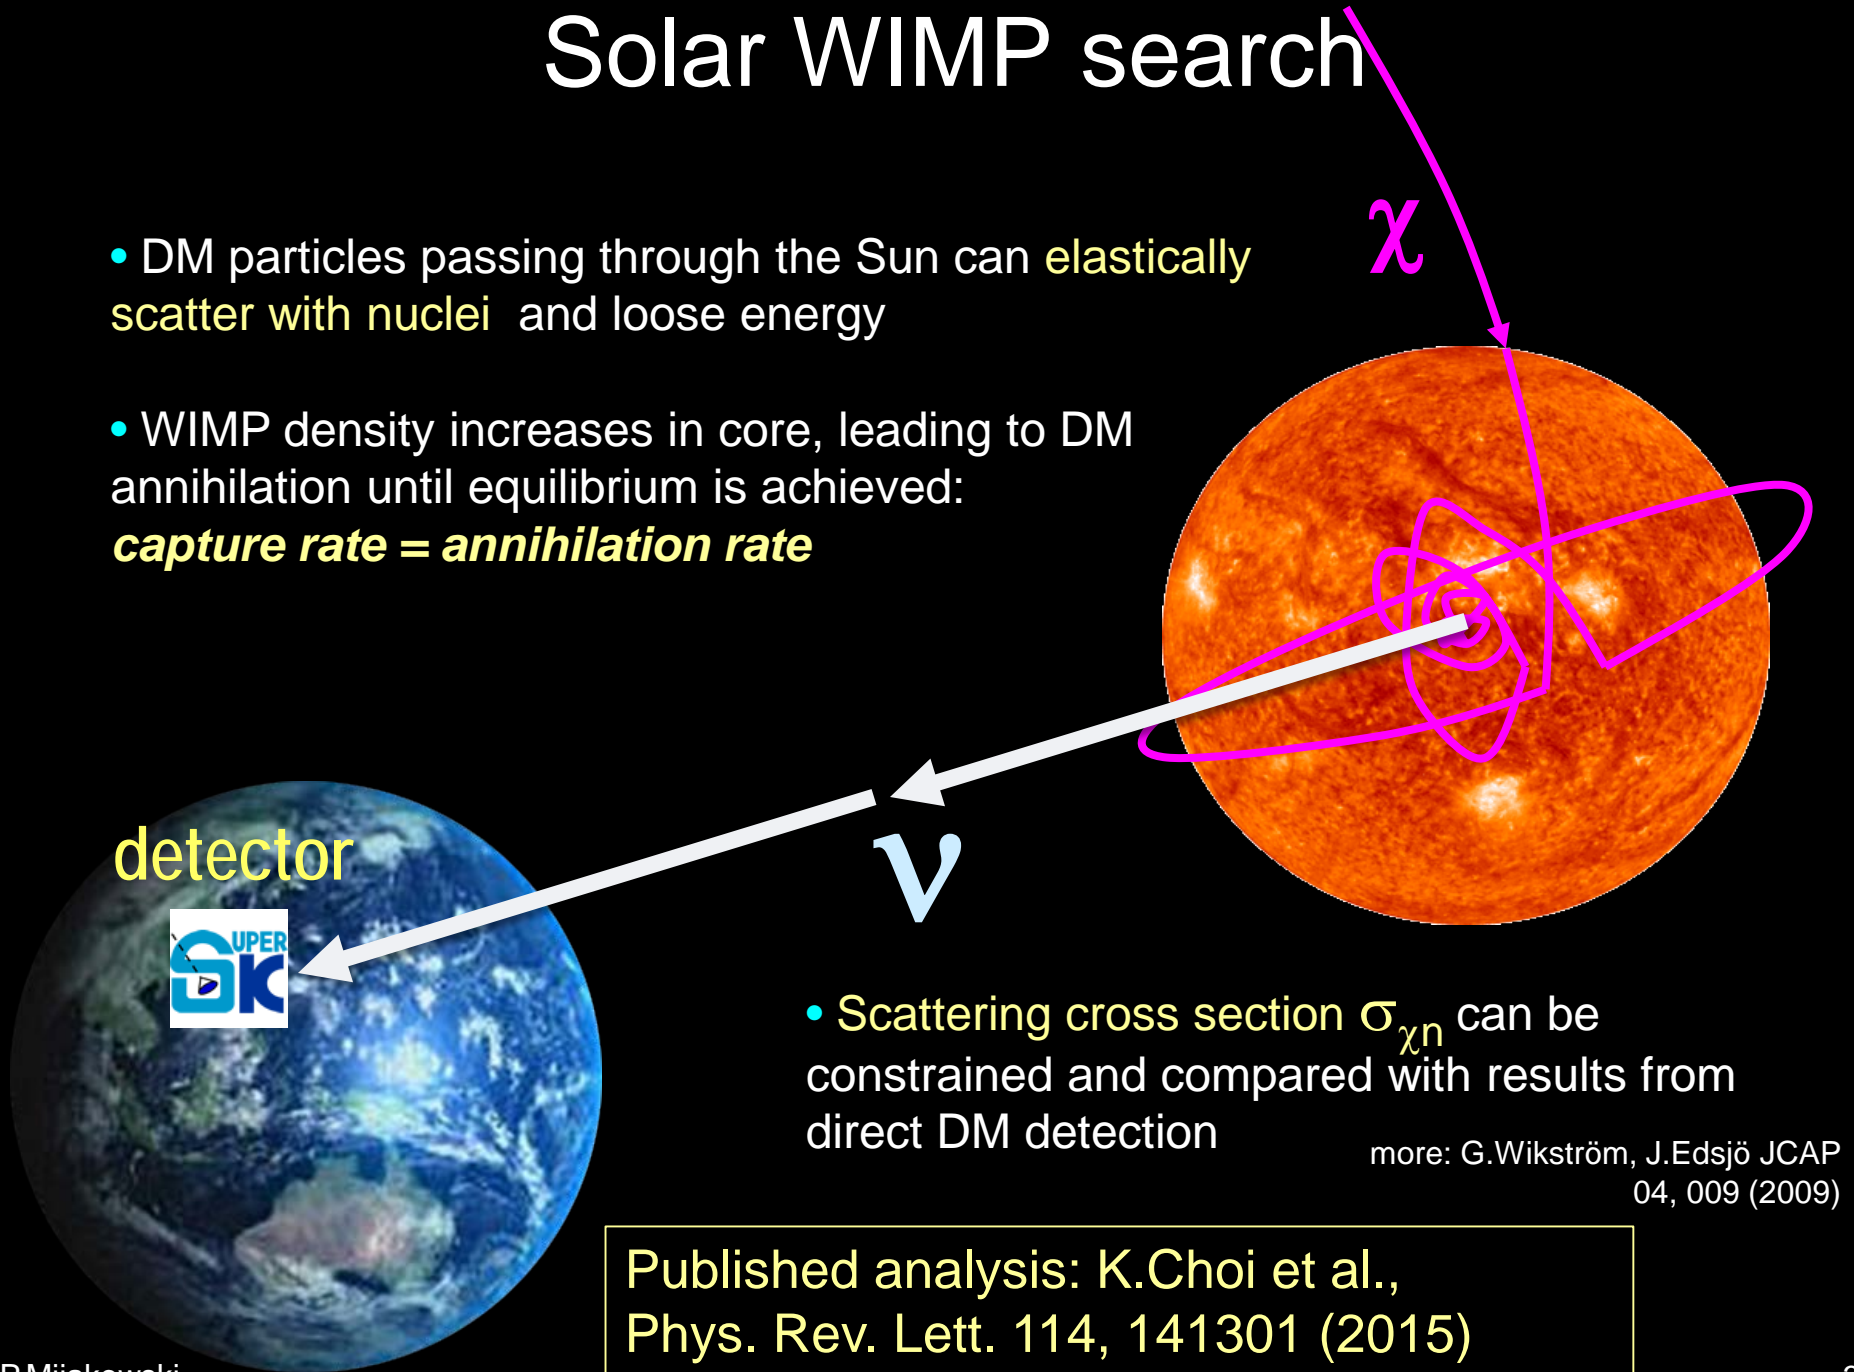 Solar WIMP search
χ
• DM particles passing through the Sun can elastically
scatter with nuclei and loose energy
• WIMP density increases in core, leading to DM
annihilation until equilibrium is achieved:
capture rate = annihilation rate
detector
SUPER
K
ν
• Scattering cross section σχn can be
constrained and compared with results from
direct DM detection
more: G.Wikström, J.Edsjö JCAP
04, 009 (2009)
Published analysis: K.Choi et al.,
Phys. Rev. Lett. 114, 141301 (2015)